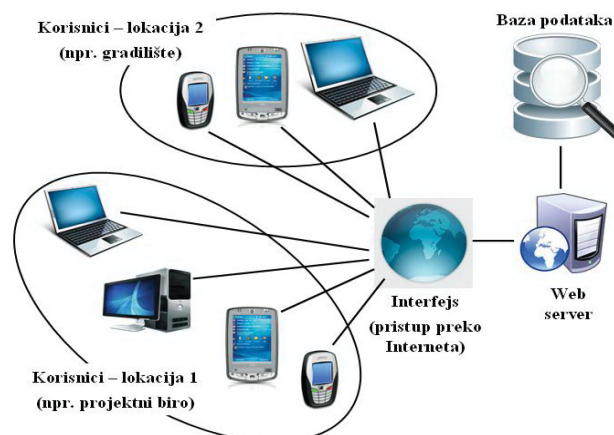 Korisnici – lokacija 2
(npr. gradilište)
Baza podataka
Interfejs
(pristup preko
Interneta)
Web
server
Korisnici – lokacija 1
(npr. projektni biro)